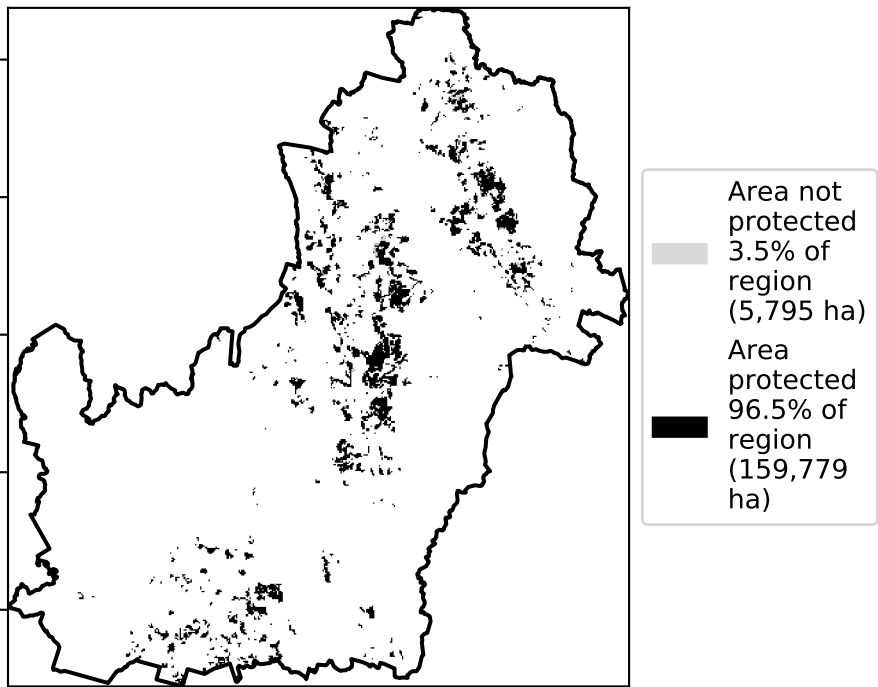 Area not
protected
3.5% of
region
(5,795 ha)
Area
protected
96.5% of
region
(159,779
ha)